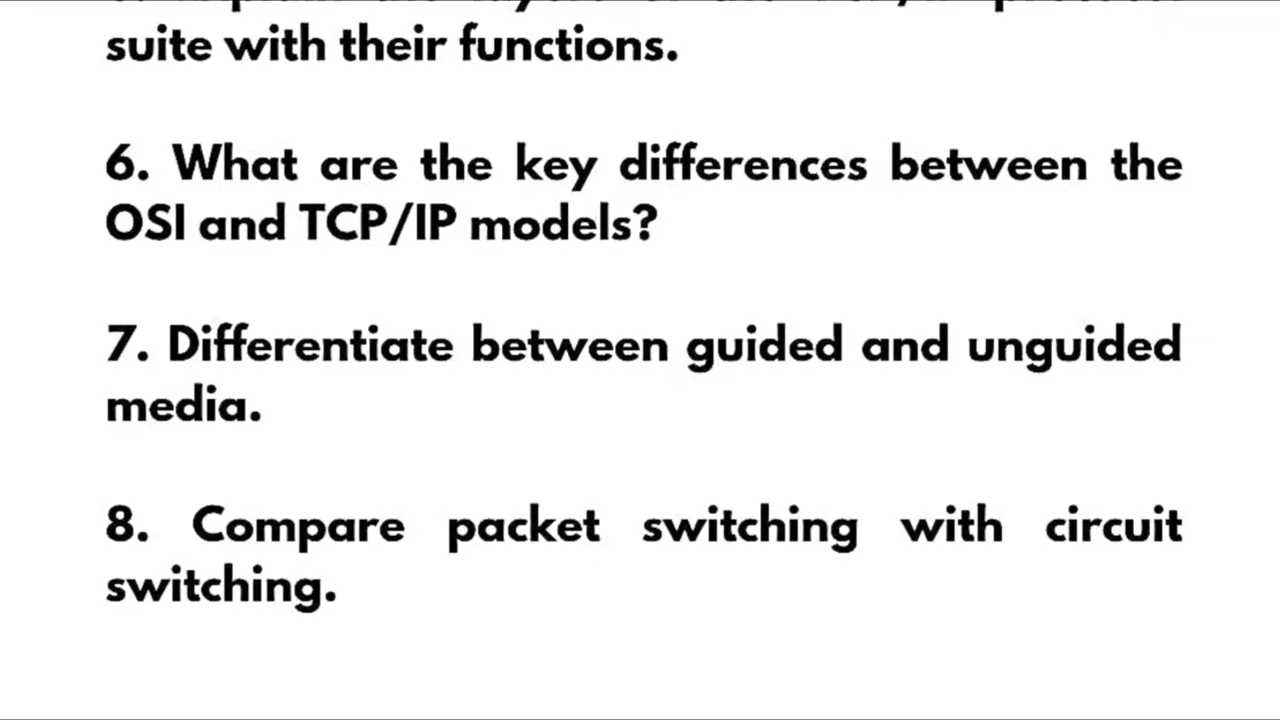 suite with their functions.
6. What are the key differences between the
OSI and TCP/IP models?
7. Differentiate between guided and unguided
media.
8. Compare packet switching with circuit
switching.